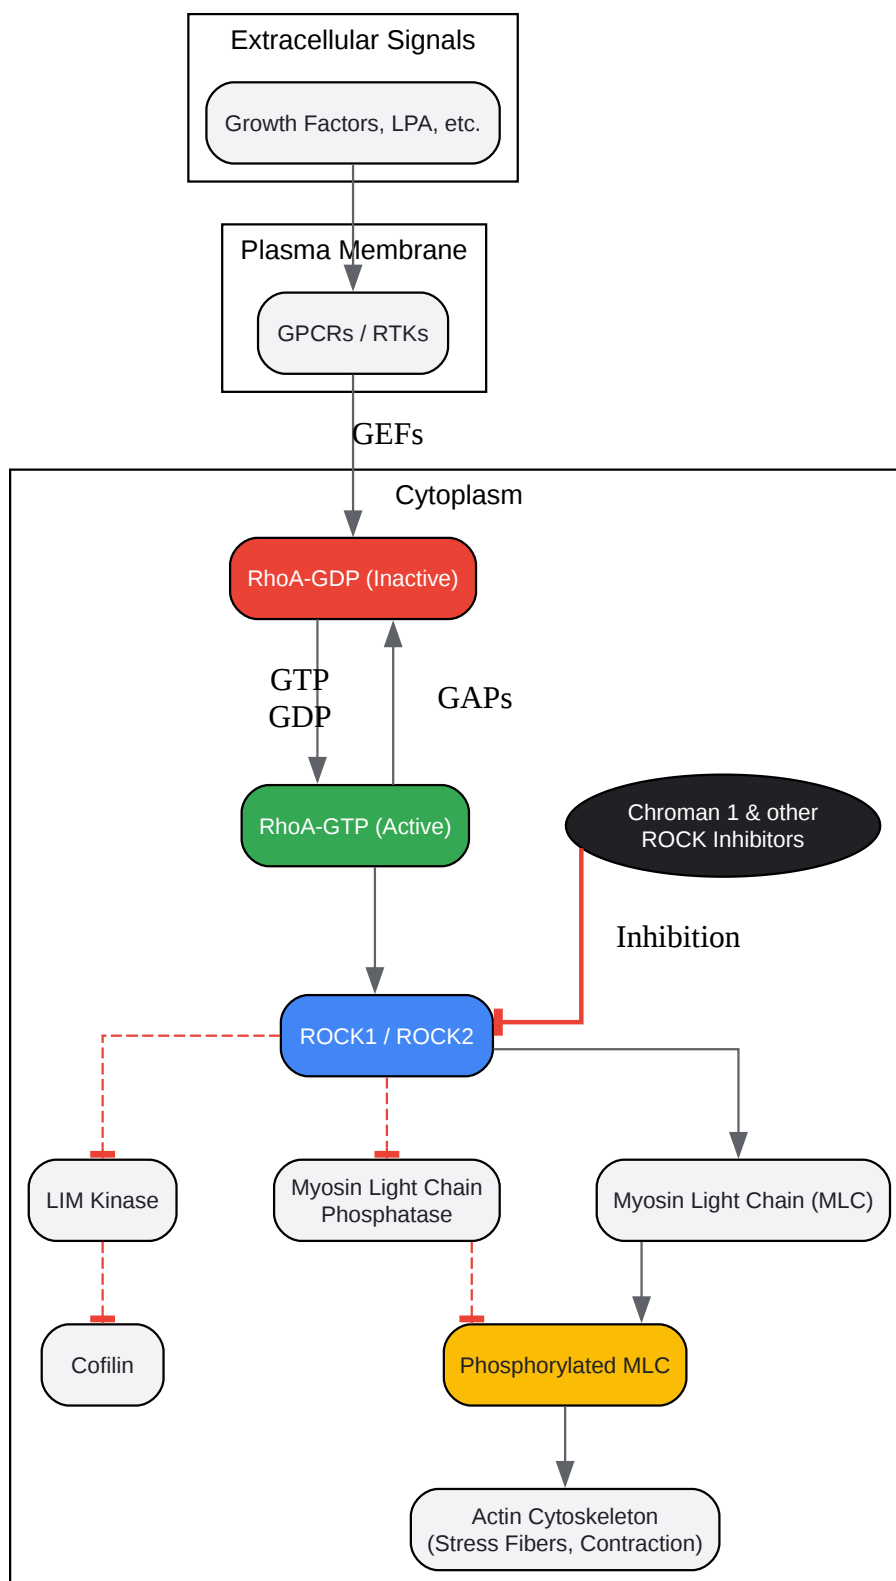 Extracellular Signals
Growth Factors, LPA, etc.
Plasma Membrane
GPCRs / RTKs
GEFs
Cytoplasm
RhoA-GDP (Inactive)
GTP
GDP
GAPs
RhoA-GTP (Active)
Chroman 1 & other
ROCK Inhibitors
Inhibition
ROCK1 / ROCK2
LIM Kinase
Myosin Light Chain
Phosphatase
Myosin Light Chain (MLC)
Cofilin
Phosphorylated MLC
Actin Cytoskeleton
(Stress Fibers, Contraction)